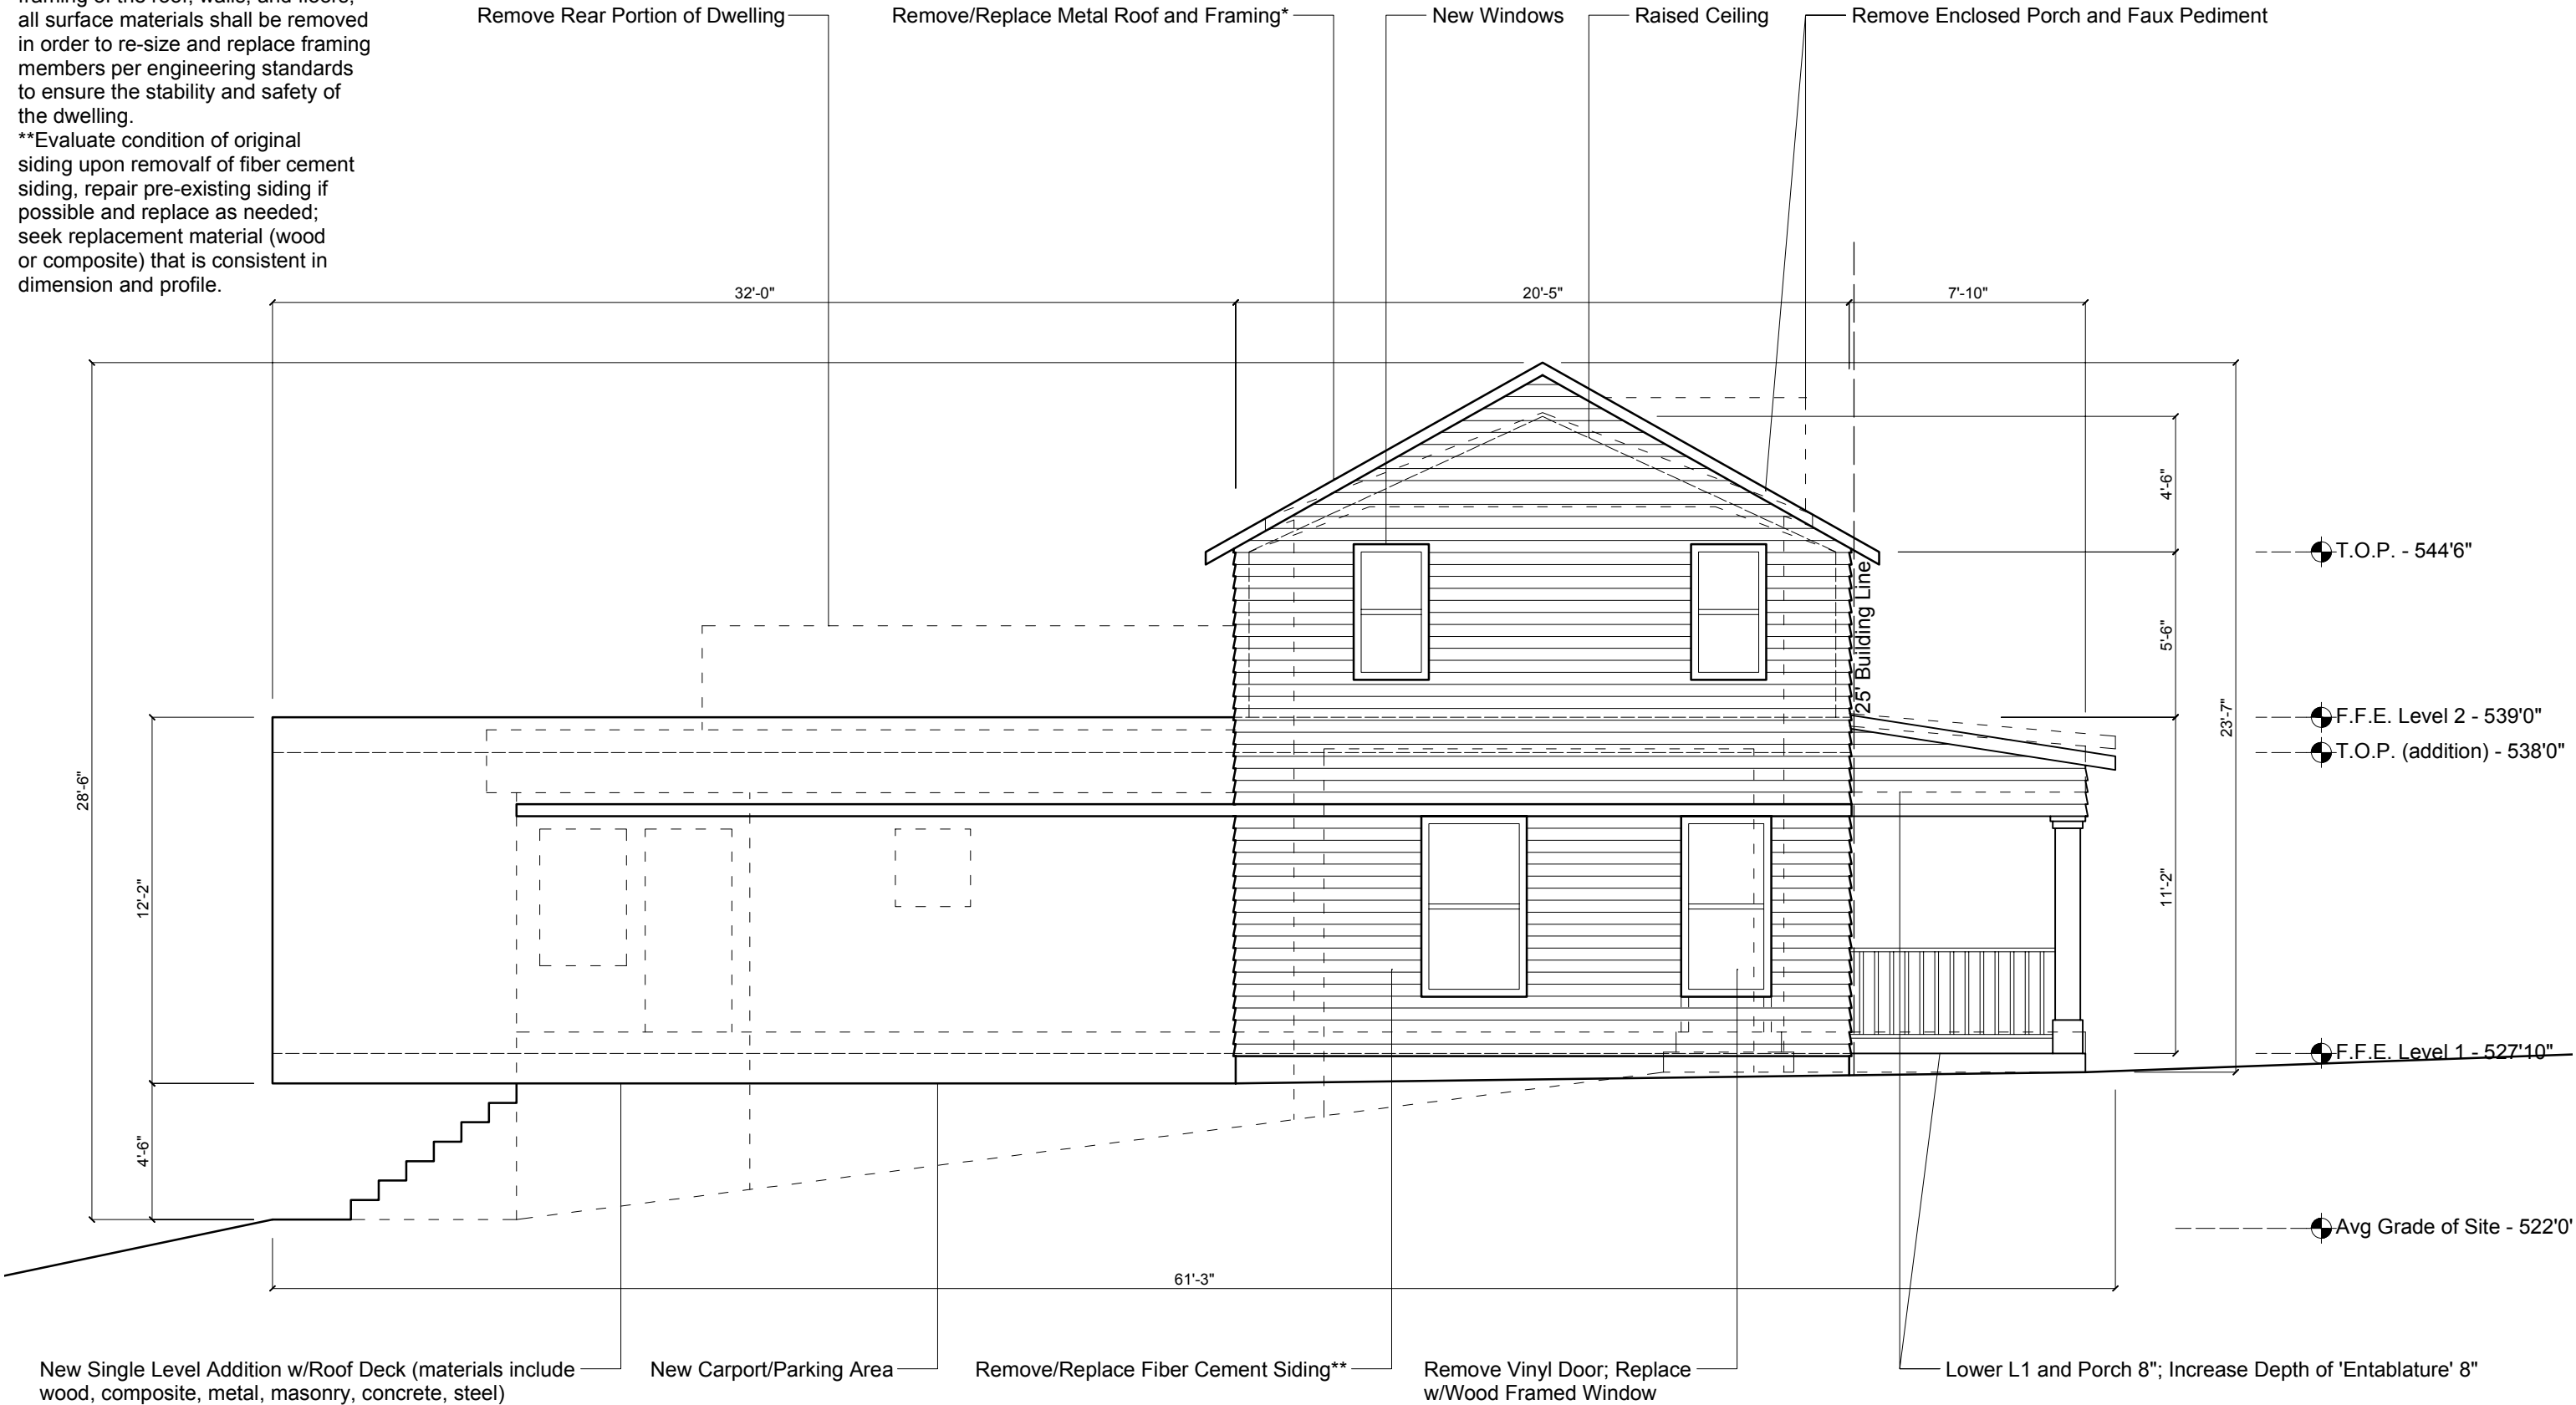 framing of the roof, walls, and floors,
all surface materials shall be removed
in order to re-size and replace framing
members per engineering standards
to ensure the stability and safety of
the dwelling.
**Evaluate condition of original
siding upon removalf of fiber cement
siding, repair pre-existing siding if
possible and replace as needed;
seek replacement material (wood
or composite) that is consistent in
dimension and profile.
Remove Rear Portion of Dwelling
Remove/Replace Metal Roof and Framing*
New Windows
Raised Ceiling
Remove Enclosed Porch and Faux Pediment
32'-0"
20'-5"
7'-10"
4'-6"
T.O.P. - 544'6"
25' Building Line
5'-6"
F.F.E. Level 2 - 539'0"
23'-7"
T.O.P. (addition) - 538'0"
28'-6"
12'-2"
11'-2"
F.F.E. Level 1 - 527'10"
4'-6"
Avg Grade of Site - 522'0'
61'-3"
New Single Level Addition w/Roof Deck (materials include
wood, composite, metal, masonry, concrete, steel)
New Carport/Parking Area
Remove/Replace Fiber Cement Siding**
Remove Vinyl Door; Replace
w/Wood Framed Window
Lower L1 and Porch 8"; Increase Depth of 'Entablature' 8"